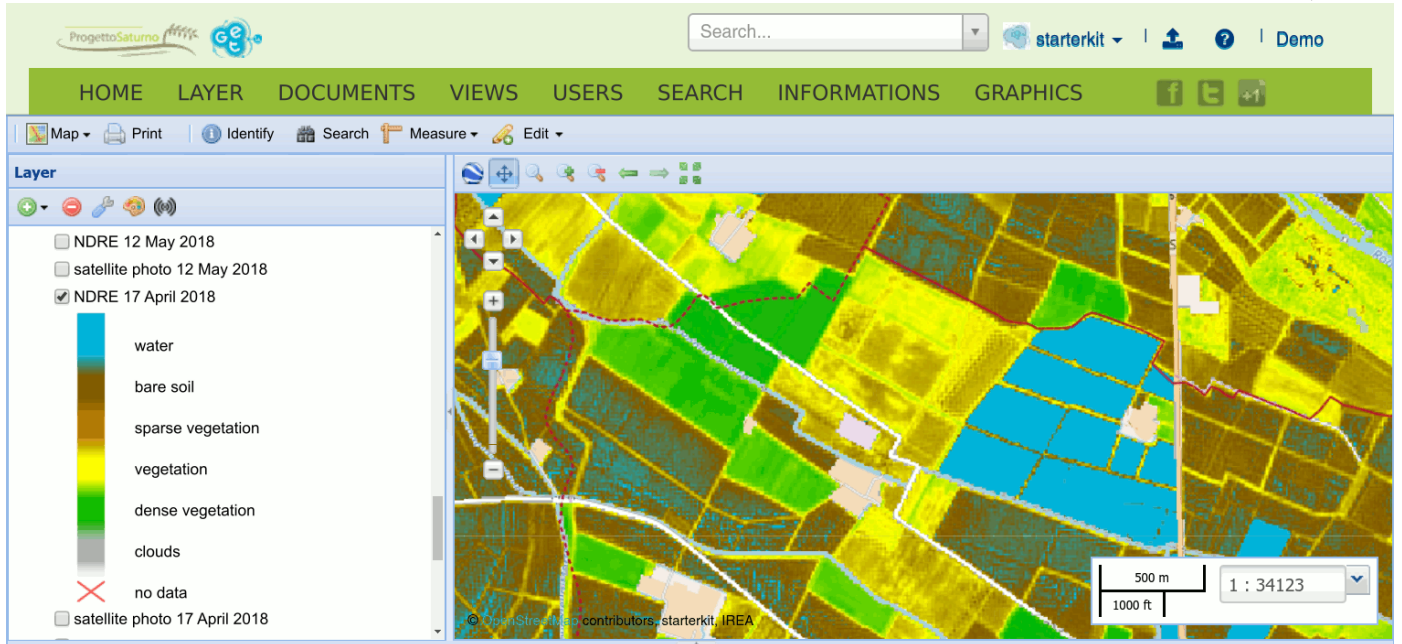 ProgettoSaturno
Get
Search...
starterkit
Demo
HOME LAYER DOCUMENTS VIEWS USERS SEARCH INFORMATIONS GRAPHICS
f t +1
Map Print Identify Search Measure Edit
Layer
NDRE 12 May 2018
satellite photo 12 May 2018
NDRE 17 April 2018
water
bare soil
sparse vegetation
vegetation
dense vegetation
clouds
no data
satellite photo 17 April 2018
S
500 m
1000 ft
1 : 34123
© OpenStreetMap contributors, starterkit, IREA